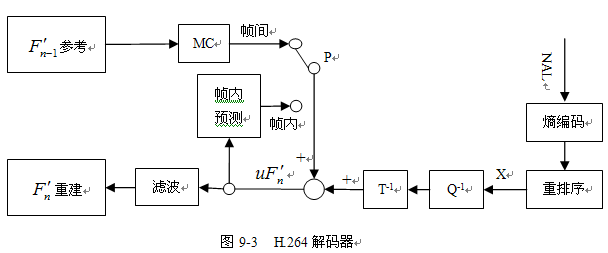 F′n−1参考
MC
帧间
P
帧内
预测
帧内
NAL
熵编码
重排序
X
Q-1
T-1
+
+
uF′n
滤波
F′n重建
图 9-3 H.264 解码器